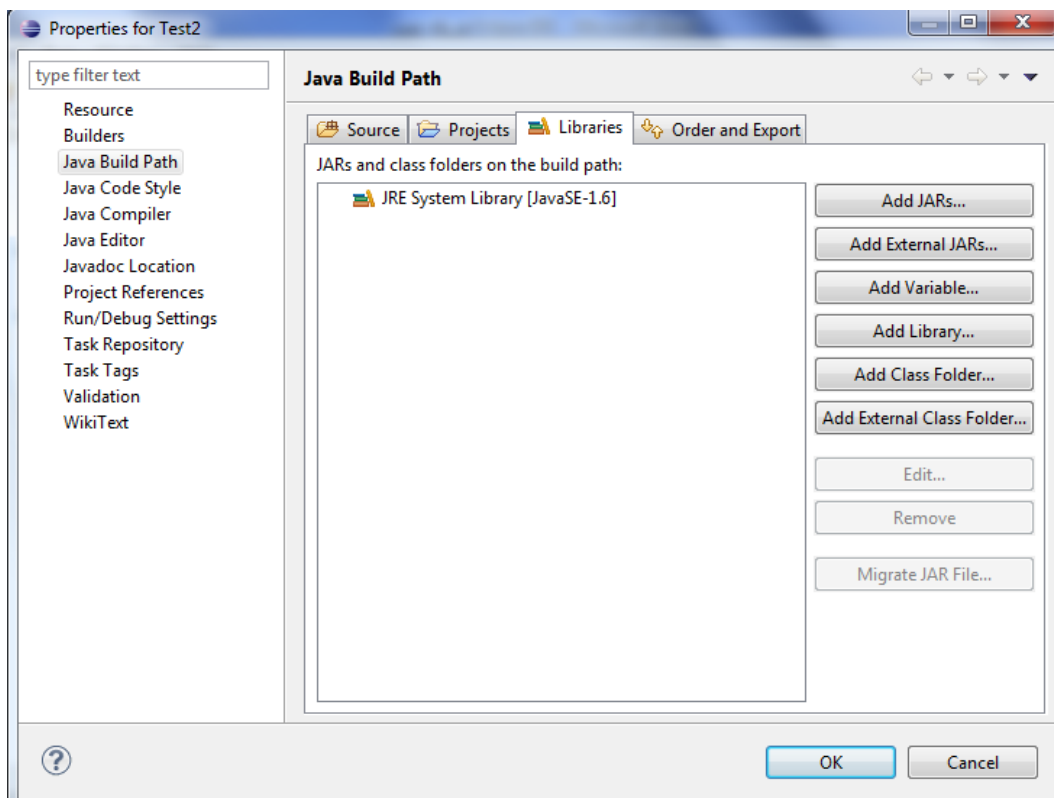 Properties for Test2
type filter text
Resource
Builders
Java Build Path
Java Code Style
Java Compiler
Java Editor
Javadoc Location
Project References
Run/Debug Settings
Task Repository
Task Tags
Validation
WikiText
Java Build Path
Source Projects Libraries Order and Export
JARs and class folders on the build path:
JRE System Library [JavaSE-1.6]
Add JARs...
Add External JARs...
Add Variable...
Add Library...
Add Class Folder...
Add External Class Folder...
Edit...
Remove
Migrate JAR File...
OK Cancel